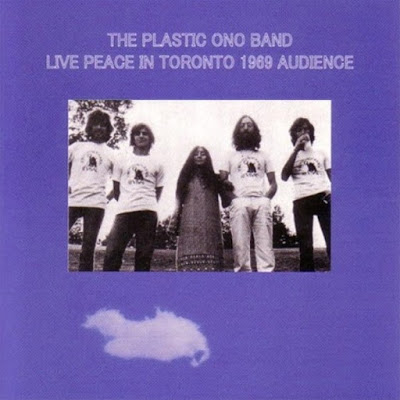 THE PLASTIC ONO BAND
LIVE PEACE IN TORONTO 1969 AUDIENCE